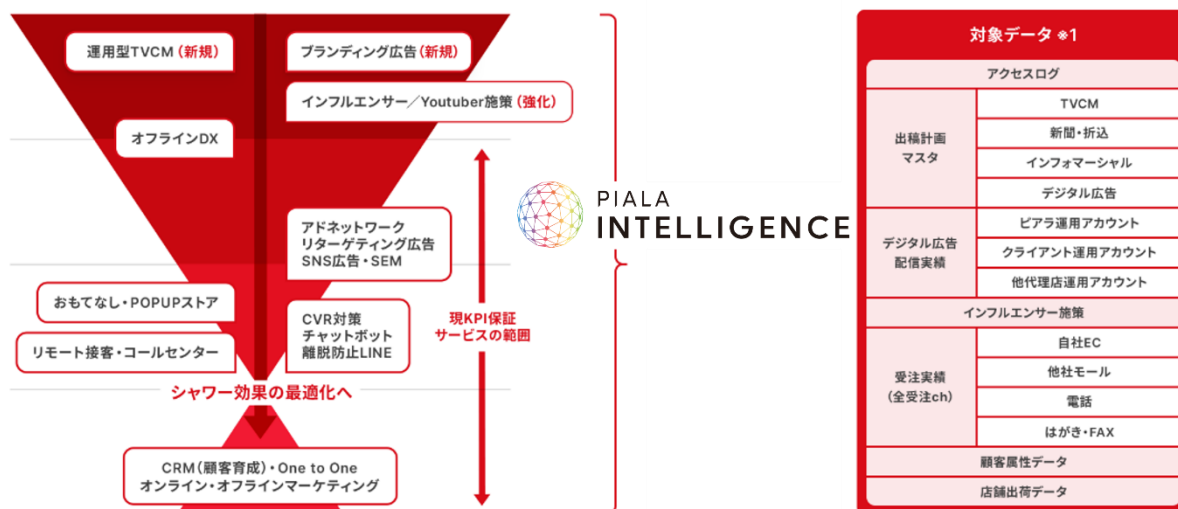 運用型TVCM(新規)
ブランディング広告(新規)
インフルエンサー／Youtuber施策(強化)
オフラインDX
アドネットワーク
リターゲティング広告
SNS広告・SEM
おもてなし・POPUPストア
リモート接客・コールセンター
CVR対策
チャットボット
離脱防止LINE
現KPI保証
サービスの範囲
シャワー効果の最適化へ
CRM(顧客育成)・One to One
オンライン・オフラインマーケティング
PIALA
INTELLIGENCE
対象データ ※1
アクセスログ
出稿計画
マスタ
TVCM
新聞・折込
インフォマーシャル
デジタル広告
デジタル広告
配信実績
ピアラ運用アカウント
クライアント運用アカウント
他代理店運用アカウント
インフルエンサー施策
受注実績
(全受注ch)
自社EC
他社モール
電話
はがき・FAX
顧客属性データ
店舗出荷データ